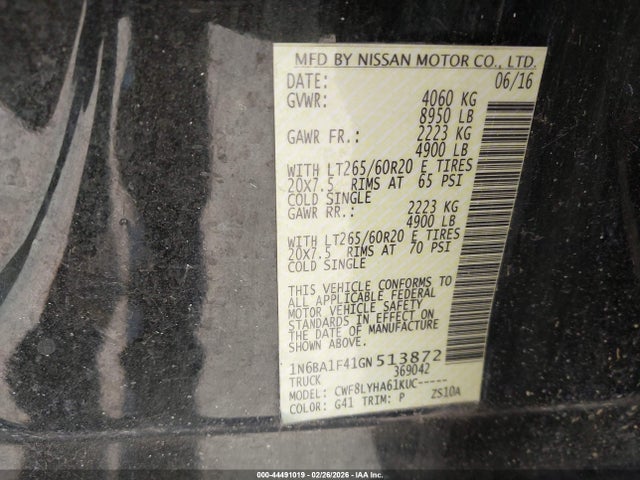 MFD BY NISSAN MOTOR CO., LTD.
DATE: 06/16
GVWR: 4060 KG
8950 LB
GAWR FR.: 2223 KG
4900 LB
WITH LT265/60R20 E TIRES
20X7.5 RIMS AT 65 PSI
COLD SINGLE
GAWR RR.: 2223 KG
4900 LB
WITH LT265/60R20 E TIRES
20X7.5 RIMS AT 70 PSI
COLD SINGLE
THIS VEHICLE CONFORMS TO
ALL APPLICABLE FEDERAL
MOTOR VEHICLE SAFETY
STANDARDS IN EFFECT ON
THE DATE OF MANUFACTURE
SHOWN ABOVE.
1N6BA1F41GN513872
TRUCK 369042
MODEL: CWF8LYHA61KUC-----
COLOR: G41 TRIM: P ZS10A
000-44491019 - 02/26/2026 - IAA Inc.